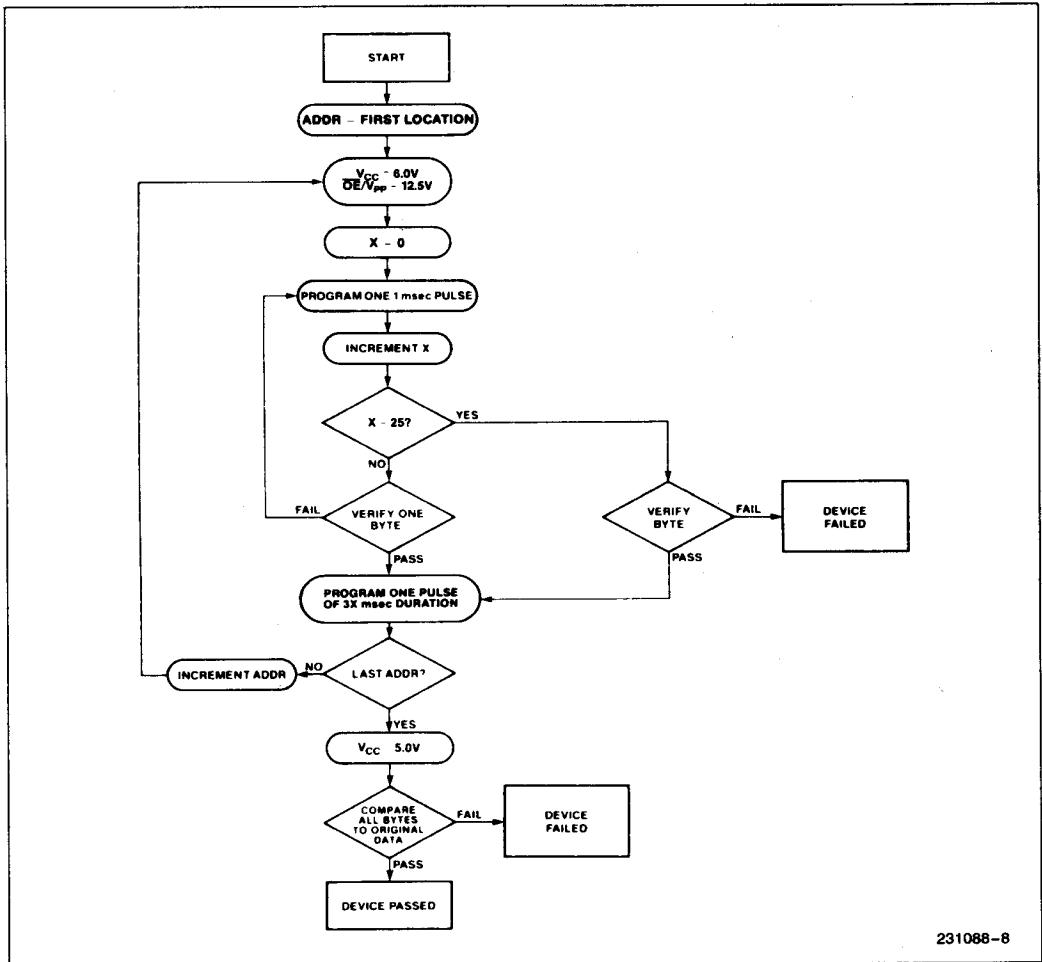 START
ADDR – FIRST LOCATION
VCC – 6.0V
OE/Vpp – 12.5V
X – 0
PROGRAM ONE 1 msec PULSE
INCREMENT X
X – 25?
YES
NO
VERIFY ONE
BYTE
FAIL
PASS
VERIFY
BYTE
FAIL
PASS
DEVICE
FAILED
PROGRAM ONE PULSE
OF 3X msec DURATION
LAST ADDR?
NO
INCREMENT ADDR
YES
VCC 5.0V
COMPARE
ALL BYTES
TO ORIGINAL
DATA
FAIL
DEVICE
FAILED
PASS
DEVICE PASSED
231088–8